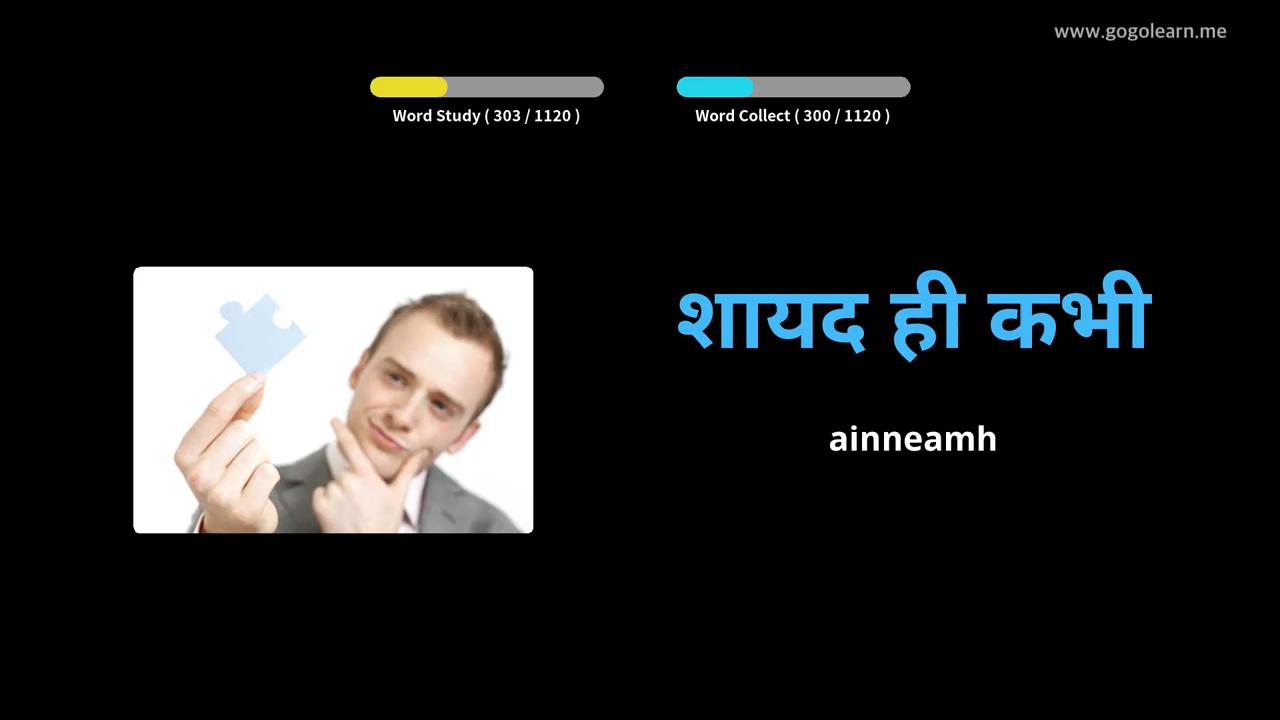 www.gogolearn.me
Word Study ( 303 / 1120 )
Word Collect ( 300 / 1120 )
शायद ही कभी
ainneamh